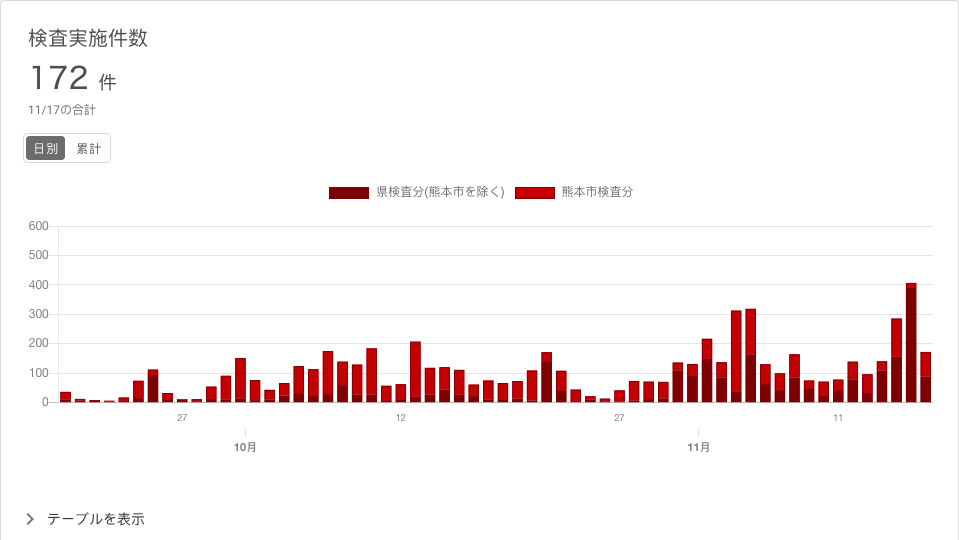 検査実施件数
172 件
11/17の合計
日別 累計
県検査分(熊本市を除く) 熊本市検査分
600
500
400
300
200
100
0
27 12 27 11
10月 11月
テーブルを表示